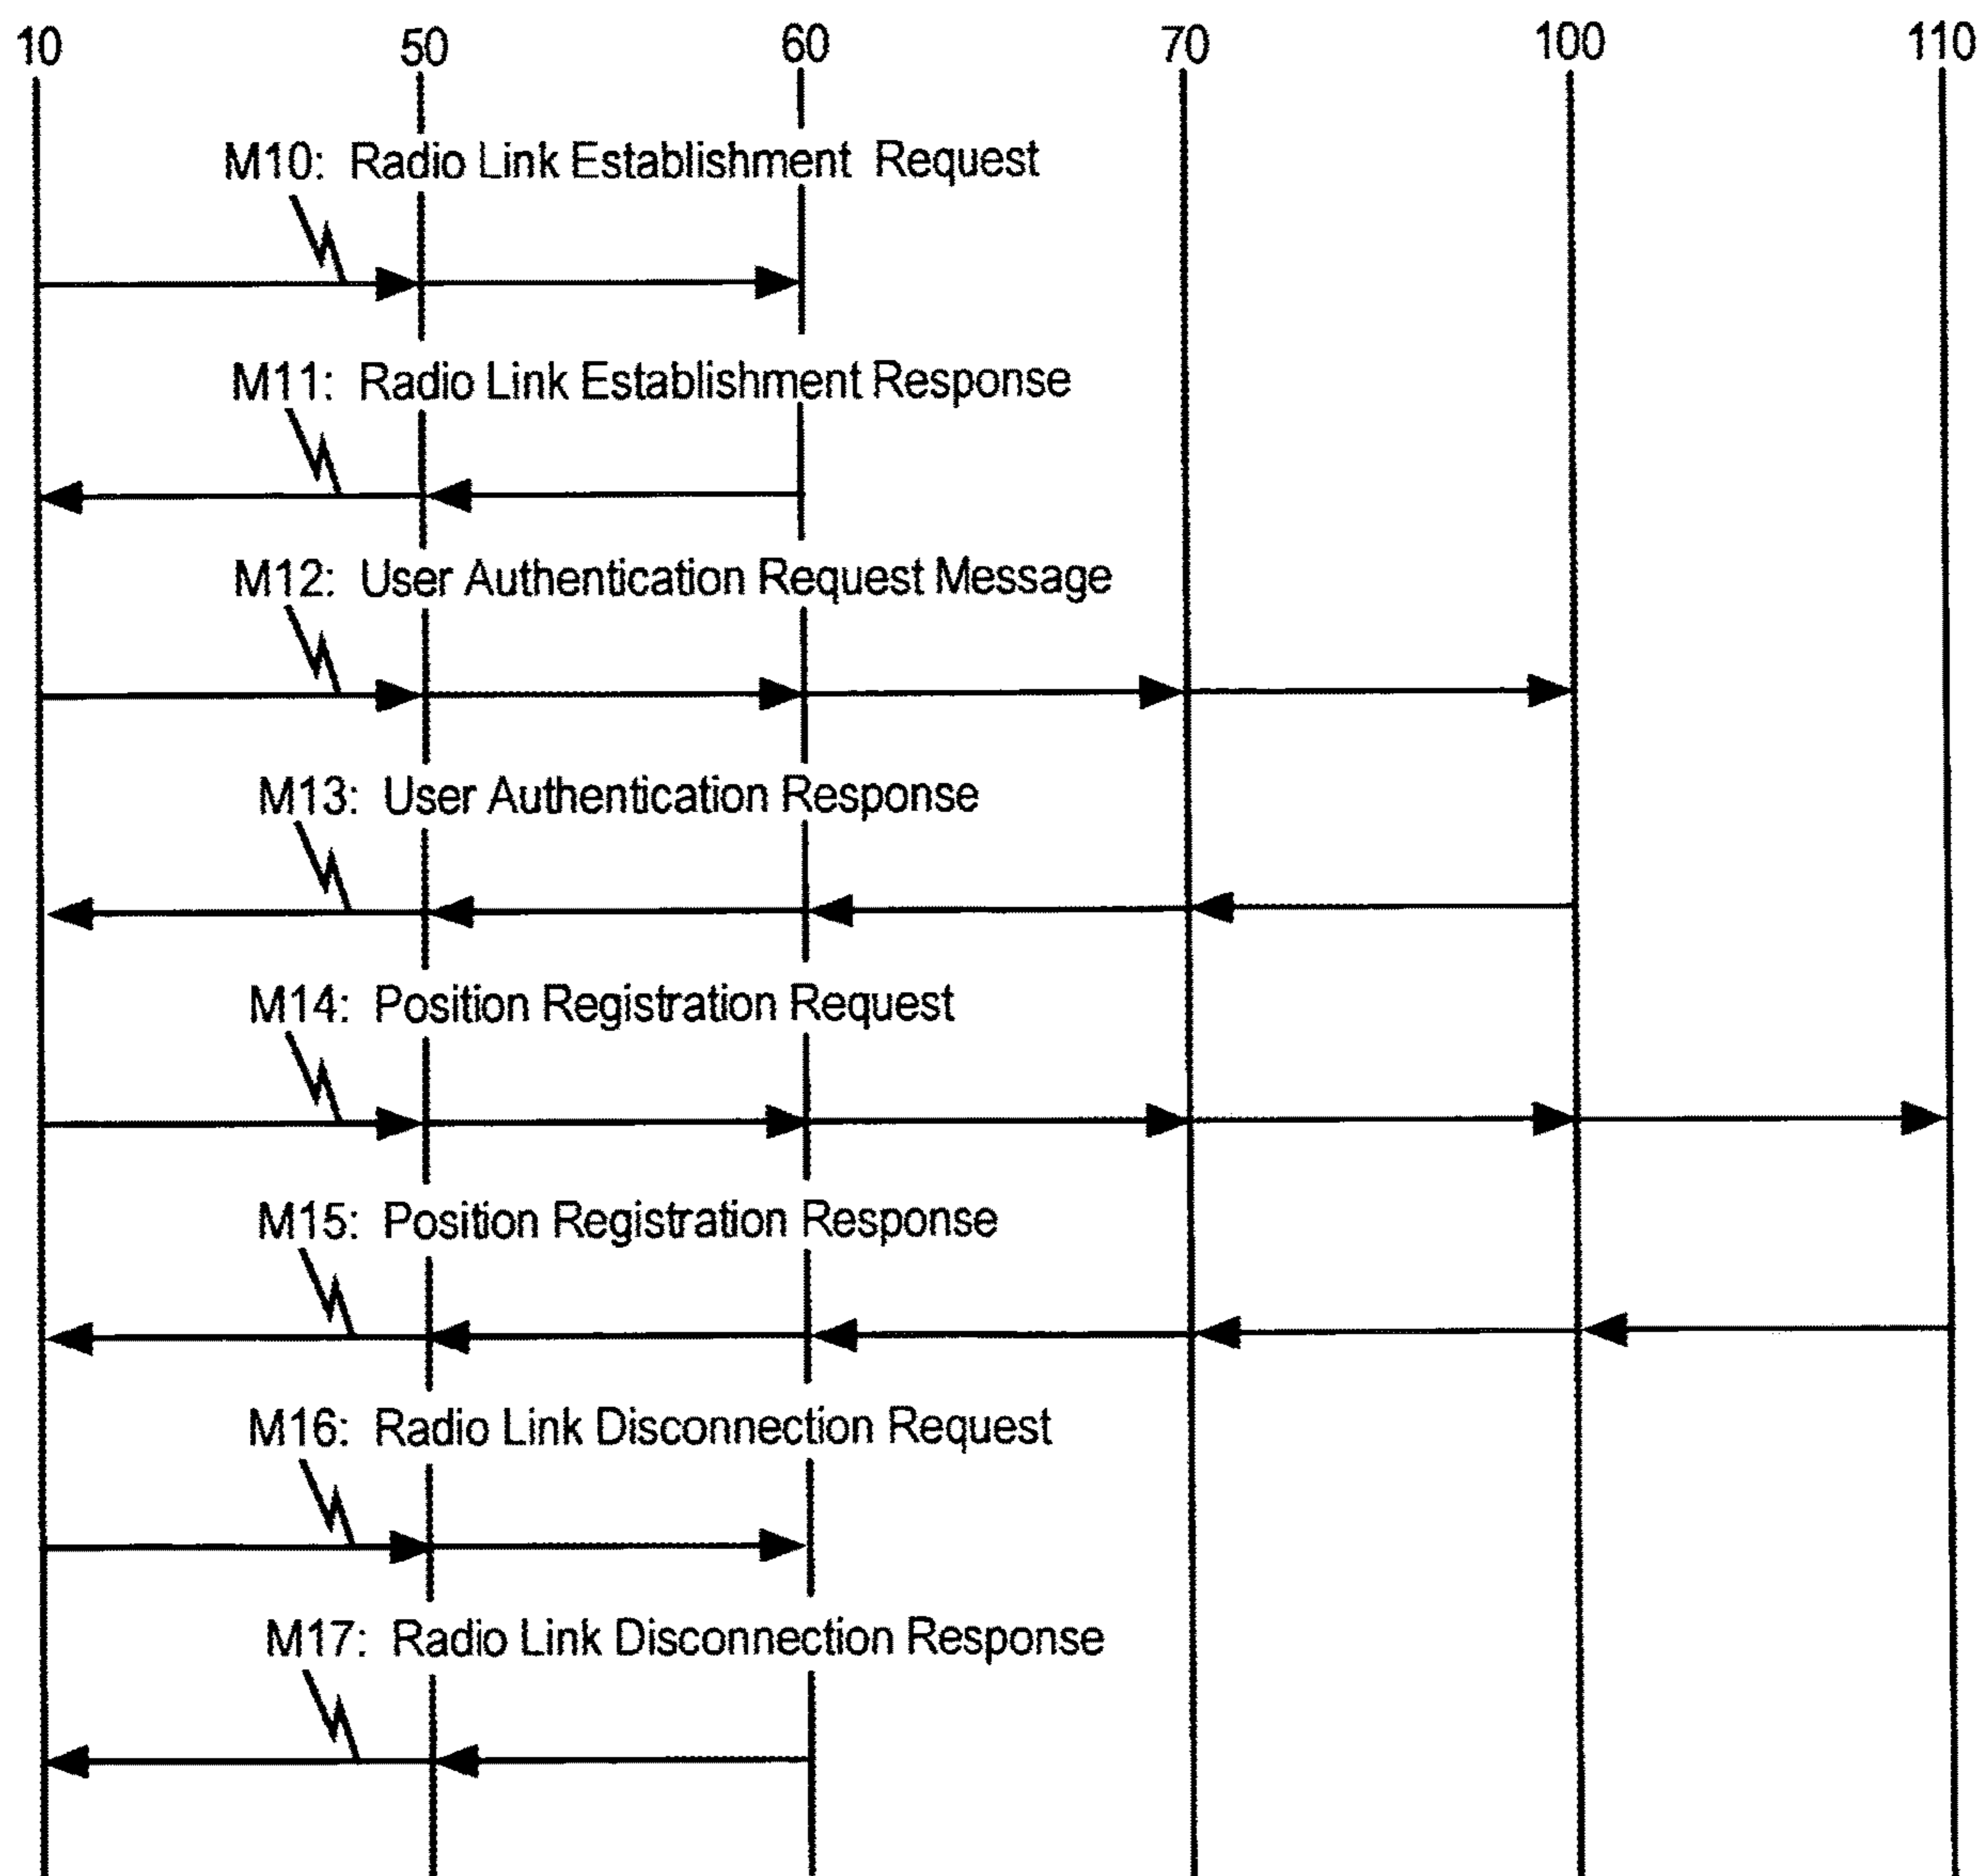 10 50 60 70 100 110
M10: Radio Link Establishment Request
M11: Radio Link Establishment Response
M12: User Authentication Request Message
M13: User Authentication Response
M14: Position Registration Request
M15: Position Registration Response
M16: Radio Link Disconnection Request
M17: Radio Link Disconnection Response